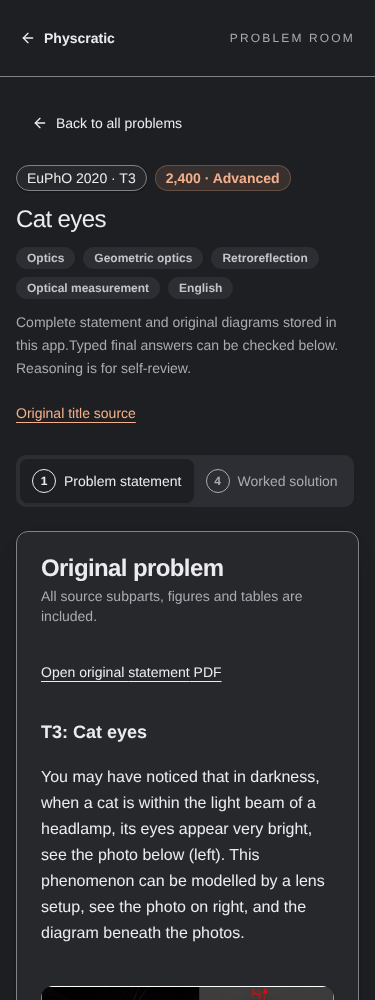 Physcratic
PROBLEM ROOM
Back to all problems
EuPhO 2020 · T3
2,400 · Advanced
Cat eyes
Optics
Geometric optics
Retroreflection
Optical measurement
English
Complete statement and original diagrams stored in
this app.Typed final answers can be checked below.
Reasoning is for self-review.
Original title source
1 Problem statement
4 Worked solution
Original problem
All source subparts, figures and tables are
included.
Open original statement PDF
T3: Cat eyes
You may have noticed that in darkness,
when a cat is within the light beam of a
headlamp, its eyes appear very bright,
see the photo below (left). This
phenomenon can be modelled by a lens
setup, see the photo on right, and the
diagram beneath the photos.